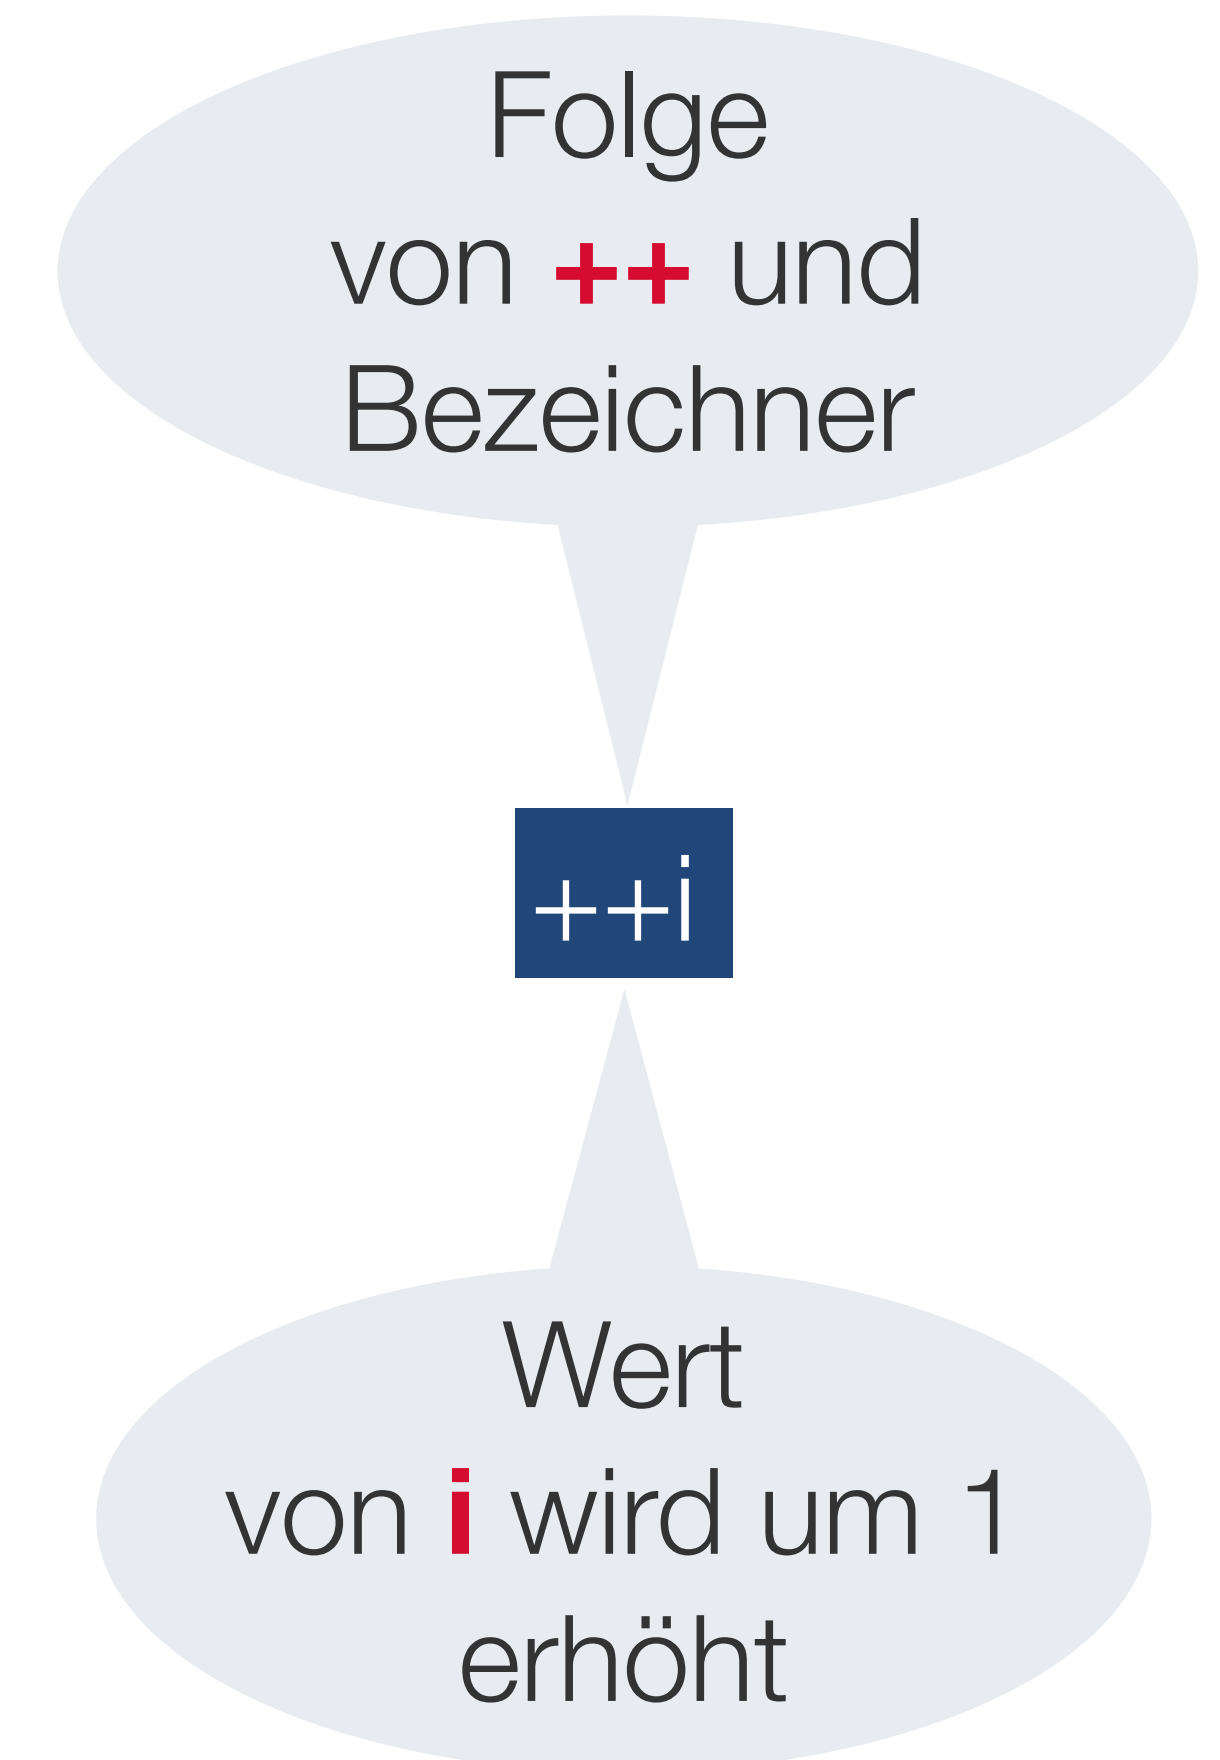 Folge
von ++ und
Bezeichner
++i
Wert
von i wird um 1
erhöht